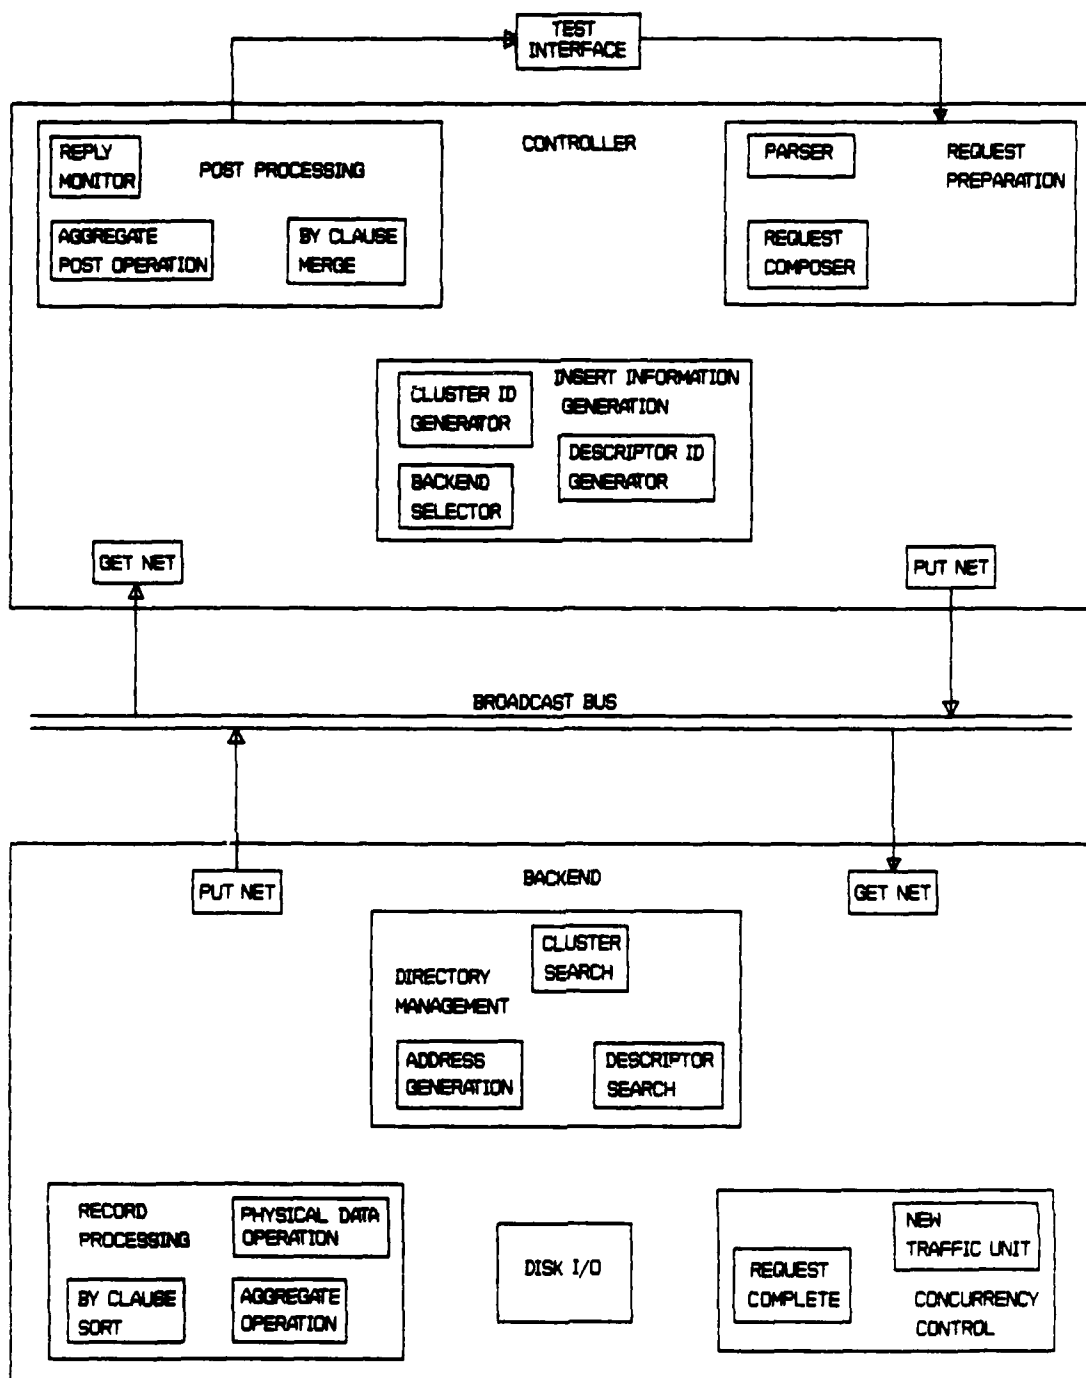 TEST
INTERFACE
CONTROLLER
REPLY
MONITOR
POST PROCESSING
AGGREGATE
POST OPERATION
BY CLAUSE
MERGE
PARSER
REQUEST
PREPARATION
REQUEST
COMPOSER
INSERT INFORMATION
GENERATION
CLUSTER ID
GENERATOR
DESCRIPTOR ID
GENERATOR
BACKEND
SELECTOR
GET NET
PUT NET
BROADCAST BUS
PUT NET
BACKEND
GET NET
CLUSTER
SEARCH
DIRECTORY
MANAGEMENT
ADDRESS
GENERATION
DESCRIPTOR
SEARCH
RECORD
PROCESSING
PHYSICAL DATA
OPERATION
BY CLAUSE
SORT
AGGREGATE
OPERATION
DISK I/O
NEW
TRAFFIC UNIT
REQUEST
COMPLETE
CONCURRENCY
CONTROL